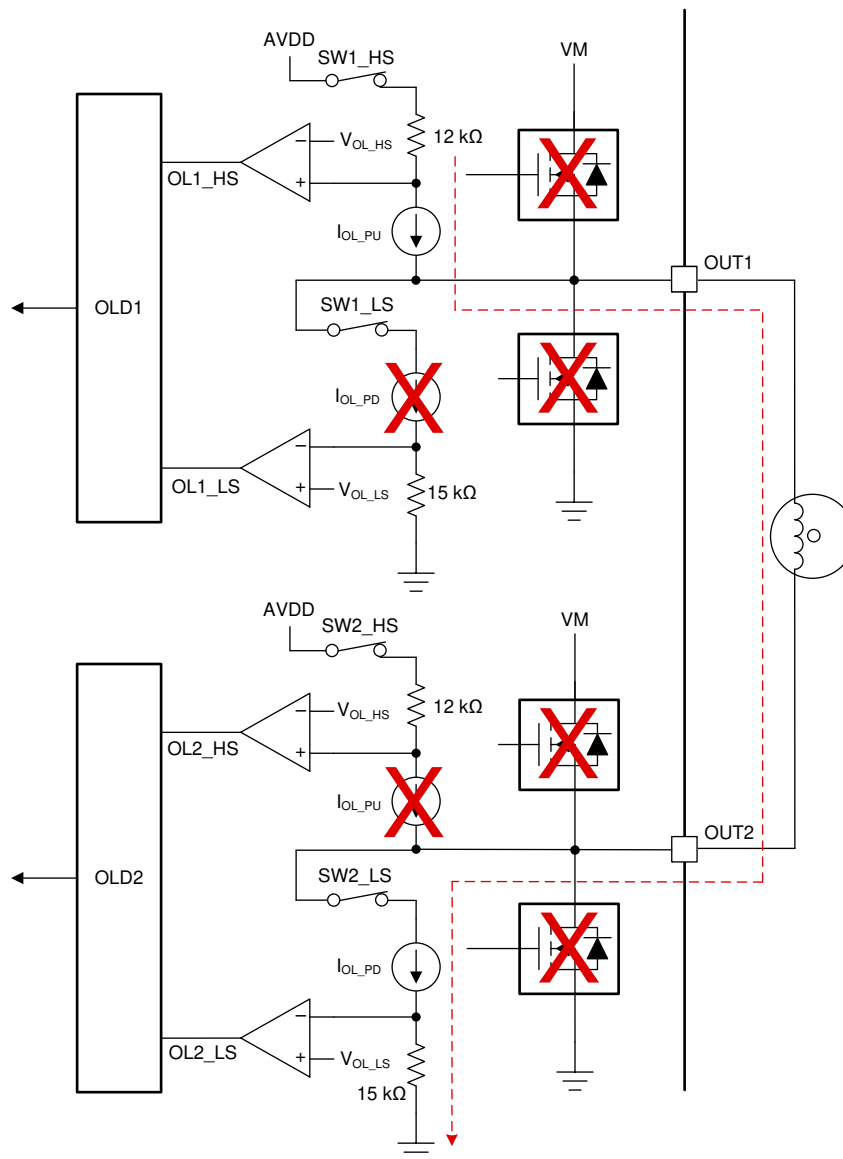 AVDD
SW1_HS
VM
12 kΩ
V_OL_HS
−
+
OL1_HS
I_OL_PU
OUT1
OLD1
SW1_LS
I_OL_PD
−
+
OL1_LS
V_OL_LS
15 kΩ
AVDD
SW2_HS
VM
12 kΩ
V_OL_HS
−
+
OL2_HS
I_OL_PU
OUT2
OLD2
SW2_LS
I_OL_PD
−
+
OL2_LS
V_OL_LS
15 kΩ